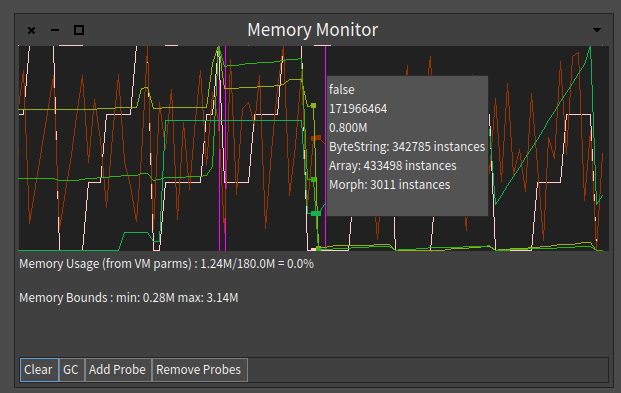 Memory Monitor
false
171966464
0.800M
ByteString: 342785 instances
Array: 433498 instances
Morph: 3011 instances
Memory Usage (from VM parms) : 1.24M/180.0M = 0.0%
Memory Bounds : min: 0.28M max: 3.14M
Clear GC Add Probe Remove Probes